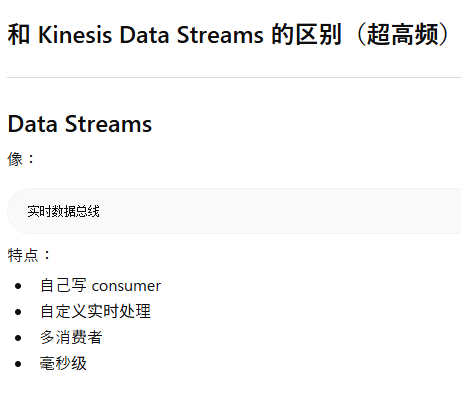 和 Kinesis Data Streams 的区别（超高频）
Data Streams
像：
实时数据总线
特点：
• 自己写 consumer
• 自定义实时处理
• 多消费者
• 毫秒级